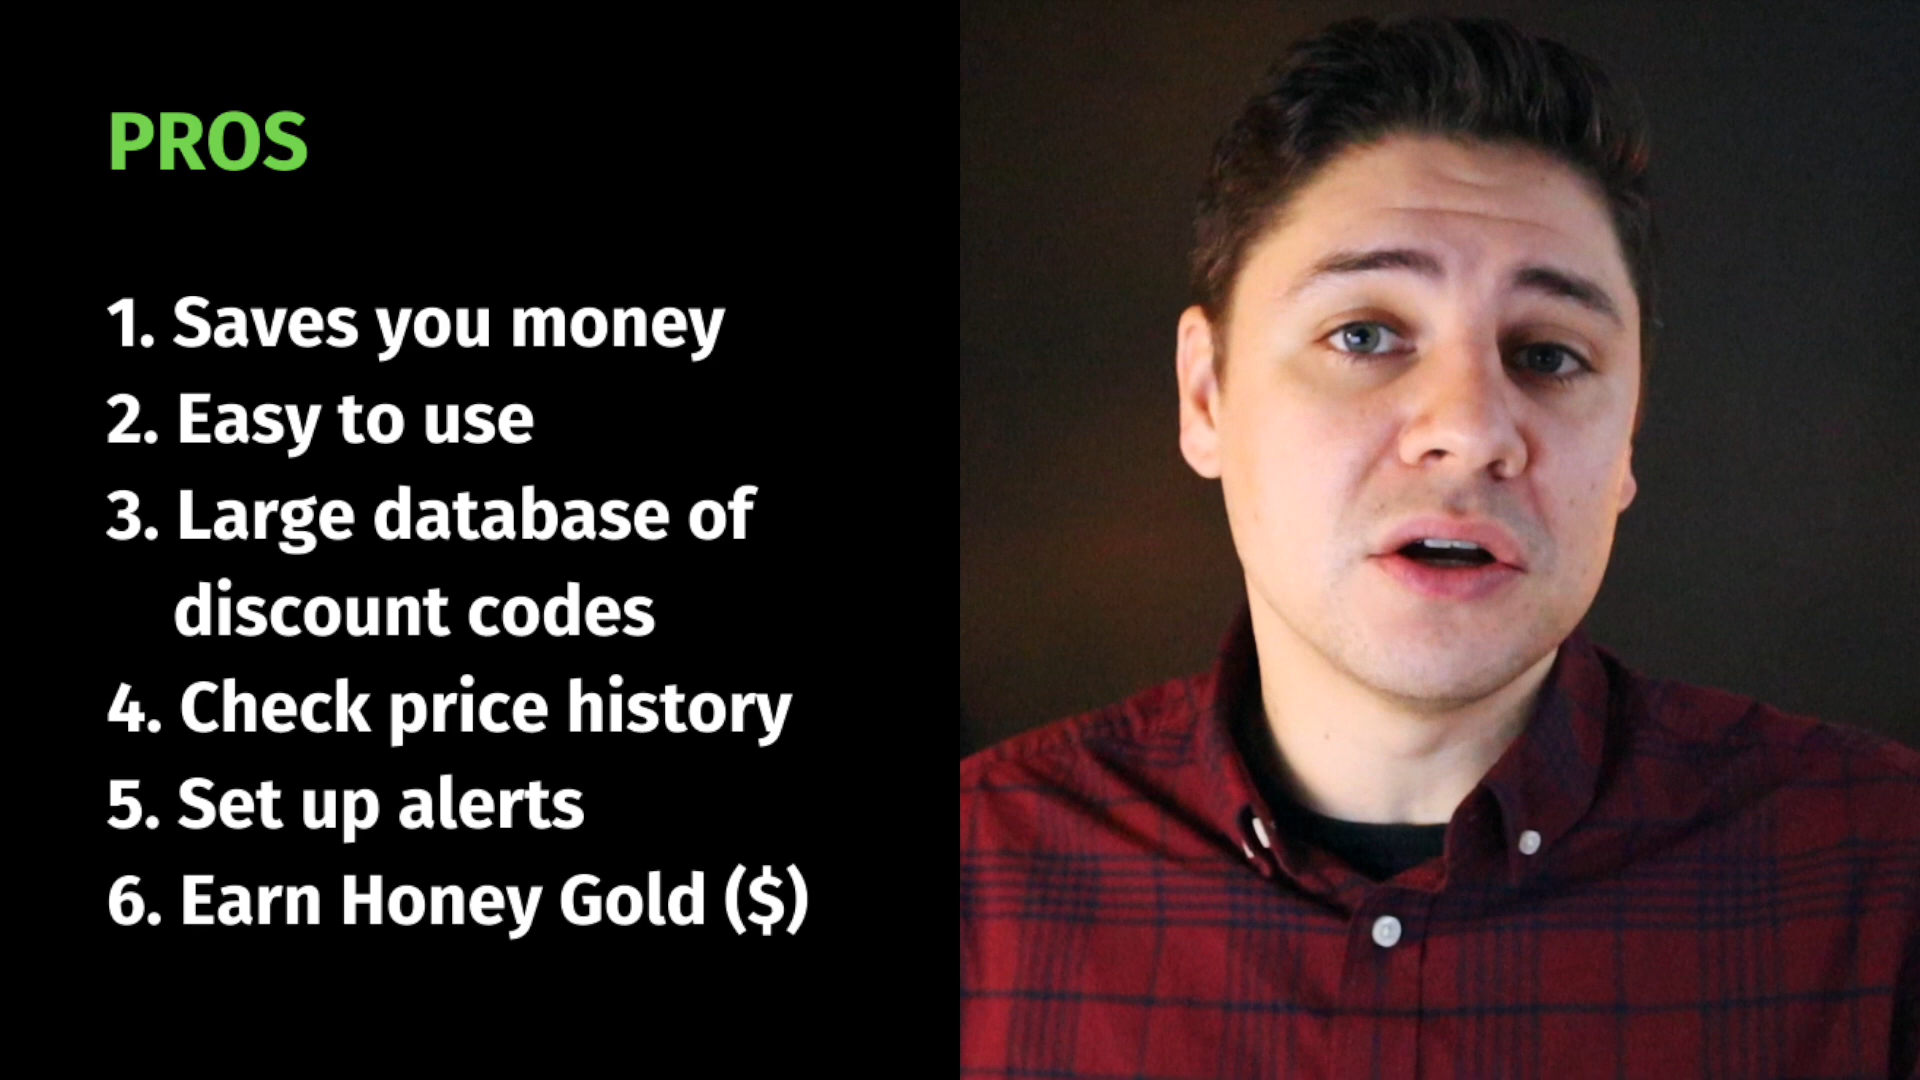 PROS
1. Saves you money
2. Easy to use
3. Large database of
discount codes
4. Check price history
5. Set up alerts
6. Earn Honey Gold ($)